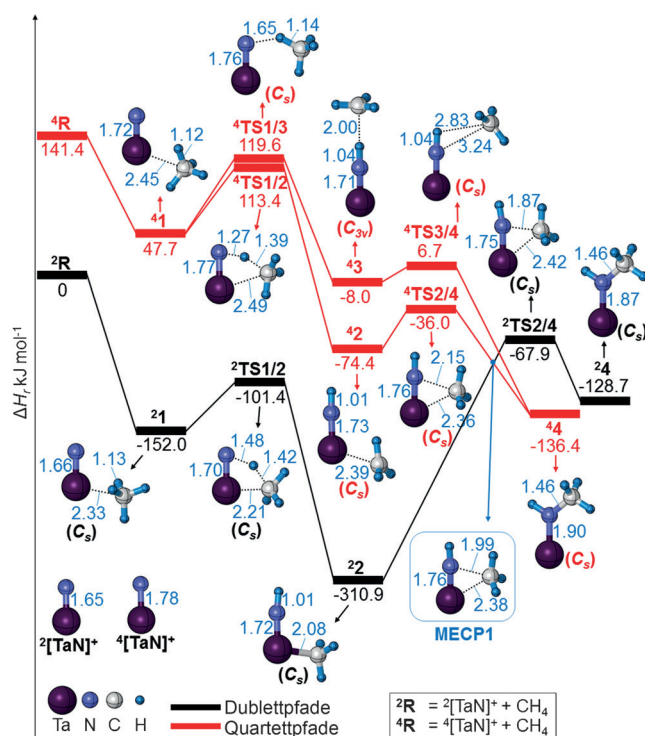 ΔHr, kJ mol⁻¹
1.65
1.14
1.76
(Cs)
⁴R
141.4
1.72
1.12
2.45
⁴1
47.7
⁴TS1/3
119.6
⁴TS1/2
113.4
2.00
1.04
1.71
(C3v)
⁴3
-8.0
2.83
1.04
3.24
(Cs)
⁴TS3/4
6.7
1.27
1.39
1.77
2.49
²R
0
1.87
1.75
2.42
(Cs)
1.46
1.87
(Cs)
²TS2/4
-67.9
²4
-128.7
⁴TS2/4
-36.0
⁴2
-74.4
²TS1/2
-101.4
²1
-152.0
2.15
1.76
2.36
(Cs)
1.01
1.73
2.39
(Cs)
⁴4
-136.4
1.13
1.66
2.33
(Cs)
1.48
1.42
1.70
2.21
(Cs)
1.46
1.90
(Cs)
²2
-310.9
1.99
1.76
2.38
MECP1
1.65
²[TaN]⁺
1.78
⁴[TaN]⁺
1.01
1.72
2.08
(Cs)
Ta N C H
Dublettpfade
Quartettpfade
²R = ²[TaN]⁺ + CH₄
⁴R = ⁴[TaN]⁺ + CH₄